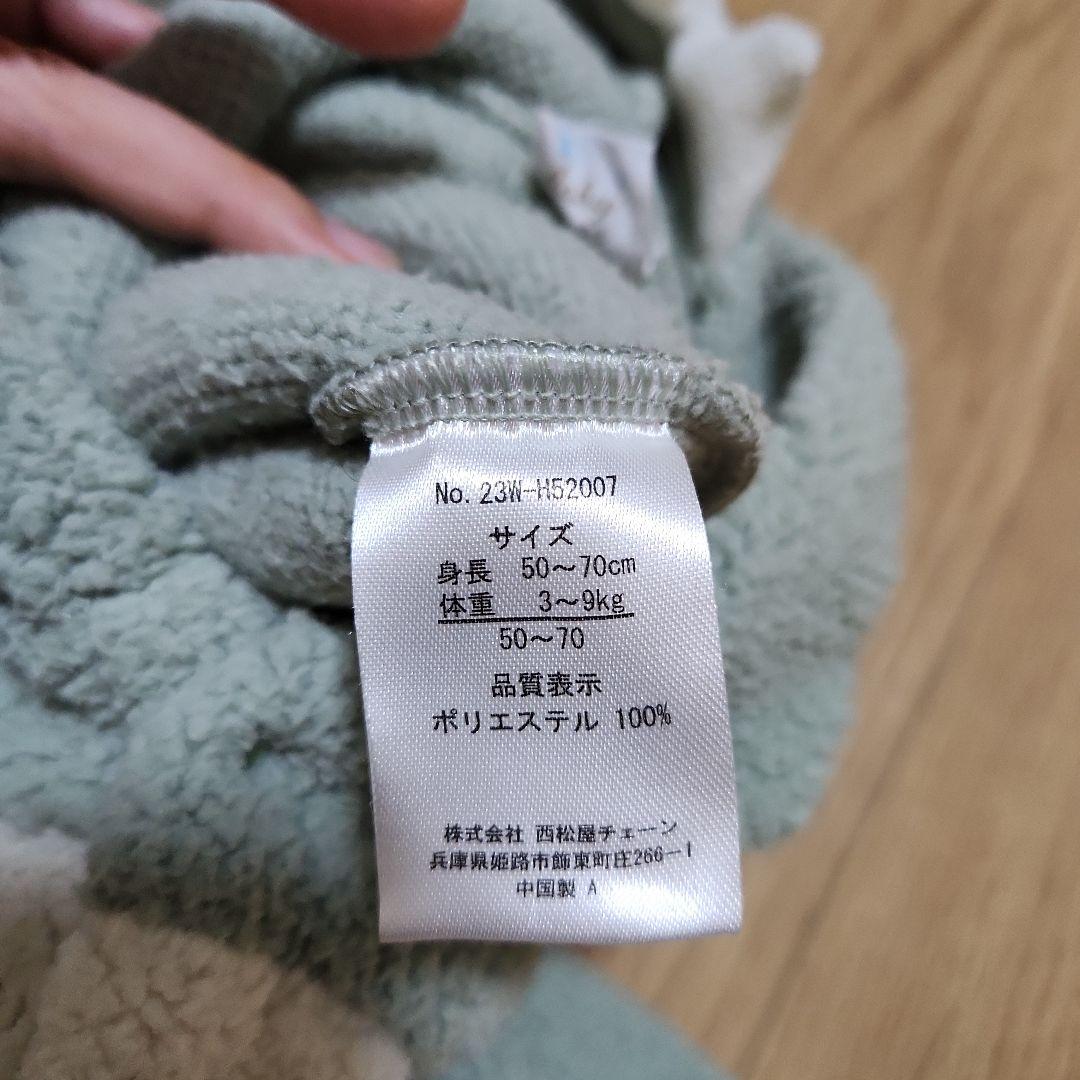 No. 23W-H52007
サイズ
身長 50～70cm
体重 3～9kg
50～70
品質表示
ポリエステル 100%
株式会社 西松屋チェーン
兵庫県姫路市飾東町庄266-1
中国製 A